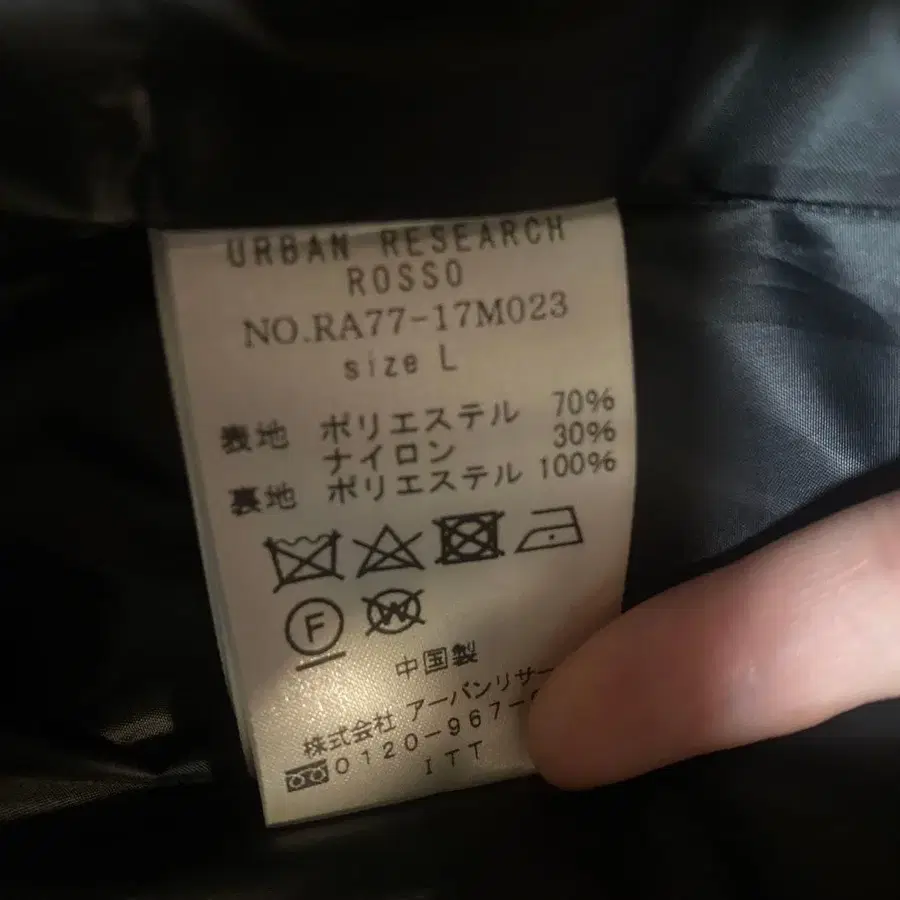 URBAN RESEARCH
ROSSO
NO.RA77-17M023
size L
表地 ポリエステル 70%
ナイロン 30%
裏地 ポリエステル 100%
F W
中国製
株式会社 アーバンリサー
0120-967-
ITT